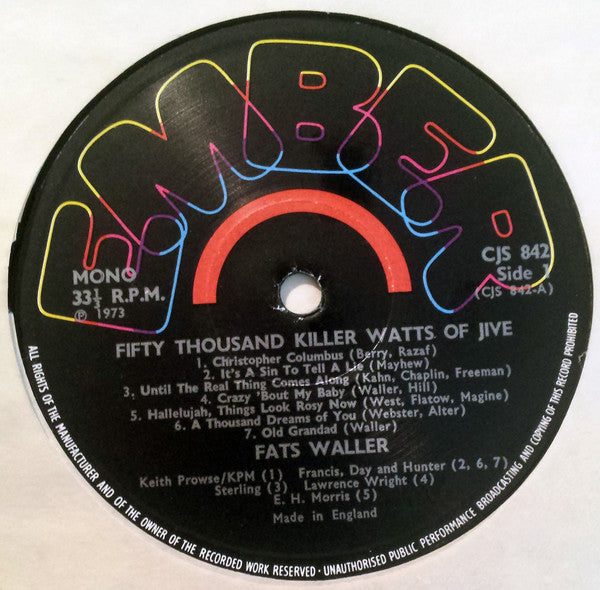 EMBER
MONO
33⅓ R.P.M.
℗ 1973
CJS 842
Side 1
(CJS 842-A)
FIFTY THOUSAND KILLER WATTS OF JIVE
1. Christopher Columbus (Berry, Razaf)
2. It's A Sin To Tell A Lie (Mayhew)
3. Until the Real Thing Comes Along (Kahn, Chaplin, Freeman)
4. Crazy 'Bout My Baby (Waller, Hill)
5. Hallelujah, Things Look Rosy Now (West, Flatow, Magine)
6. A Thousand Dreams of You (Webster, Alter)
7. Old Grandad (Waller)
FATS WALLER
Keith Prowse/KPM (1) Francis, Day and Hunter (2, 6, 7)
Sterling (3) Lawrence Wright (4)
E. H. Morris (5)
Made in England
ALL RIGHTS OF THE MANUFACTURER AND OF THE OWNER OF THE RECORDED WORK RESERVED · UNAUTHORISED PUBLIC PERFORMANCE BROADCASTING AND COPYING OF THIS RECORD PROHIBITED